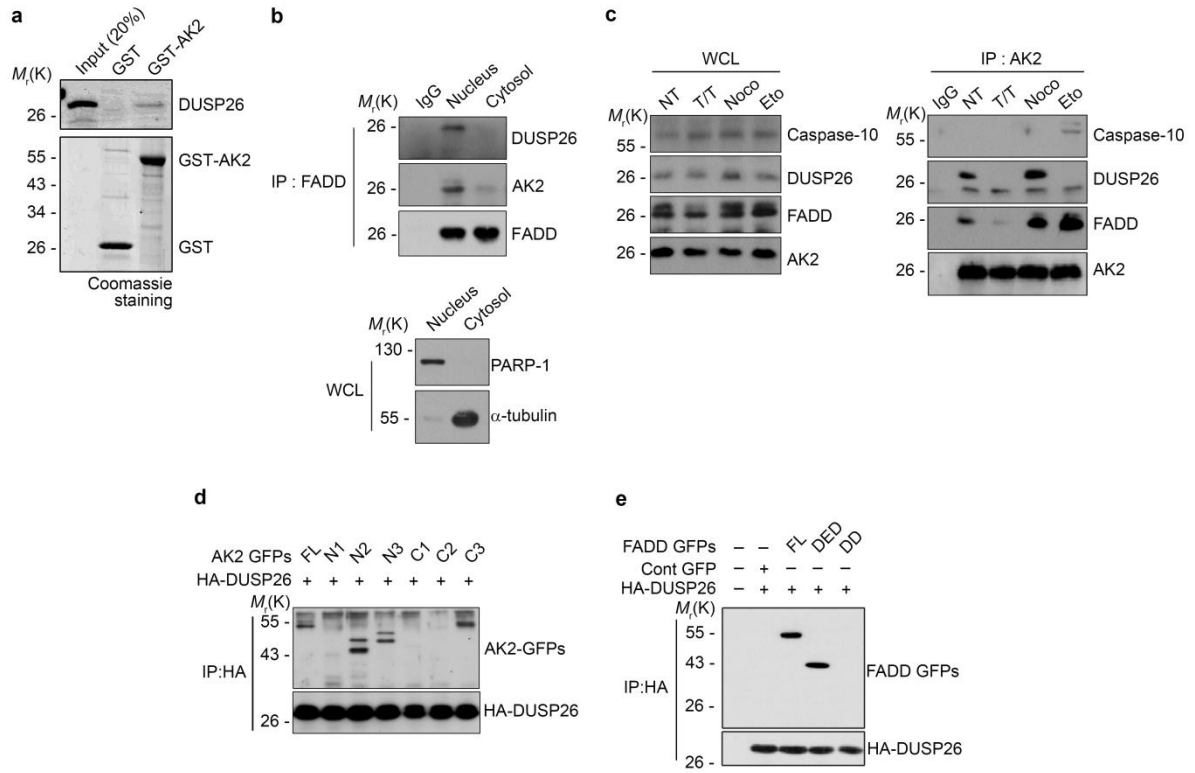 a
Input (20%)
GST
GST-AK2
Mr(K)
26 -
DUSP26
55 -
43 -
34 -
26 -
GST-AK2
GST
Coomassie
staining
b
IgG
Nucleus
Cytosol
Mr(K)
IP : FADD
26 -
DUSP26
26 -
AK2
26 -
FADD
Nucleus
Cytosol
Mr(K)
WCL
130 -
PARP-1
55 -
α-tubulin
c
WCL
NT
T/T
Noco
Eto
Mr(K)
55 -
Caspase-10
26 -
DUSP26
26 -
FADD
26 -
AK2
IP : AK2
IgG
NT
T/T
Noco
Eto
Mr(K)
55 -
Caspase-10
26 -
DUSP26
26 -
FADD
26 -
AK2
d
AK2 GFPs FL N1 N2 N3 C1 C2 C3
HA-DUSP26 + + + + + + +
Mr(K)
IP:HA
55 -
43 -
AK2-GFPs
26 -
HA-DUSP26
e
FADD GFPs – – FL DED DD
Cont GFP – + – – –
HA-DUSP26 – + + + +
Mr(K)
IP:HA
55 -
43 -
26 -
FADD GFPs
26 -
HA-DUSP26